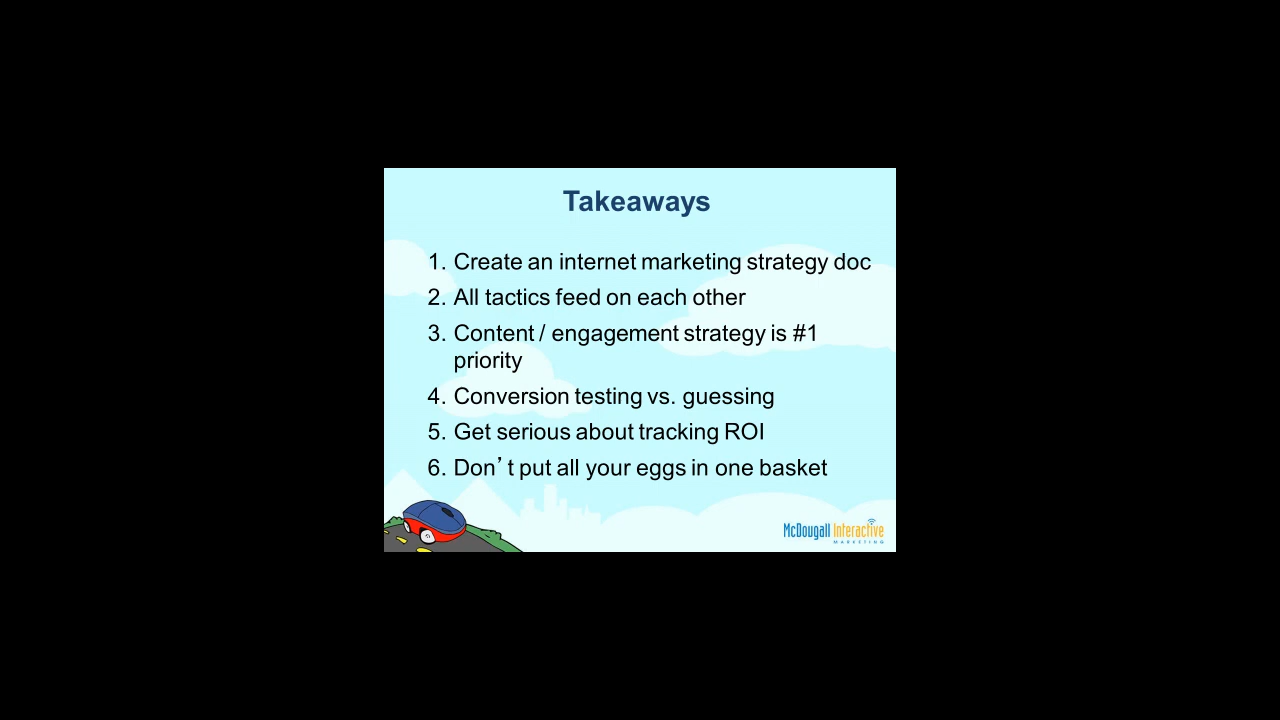 Takeaways
1. Create an internet marketing strategy doc
2. All tactics feed on each other
3. Content / engagement strategy is #1
priority
4. Conversion testing vs. guessing
5. Get serious about tracking ROI
6. Don’t put all your eggs in one basket
McDougall Interactive
MARKETING